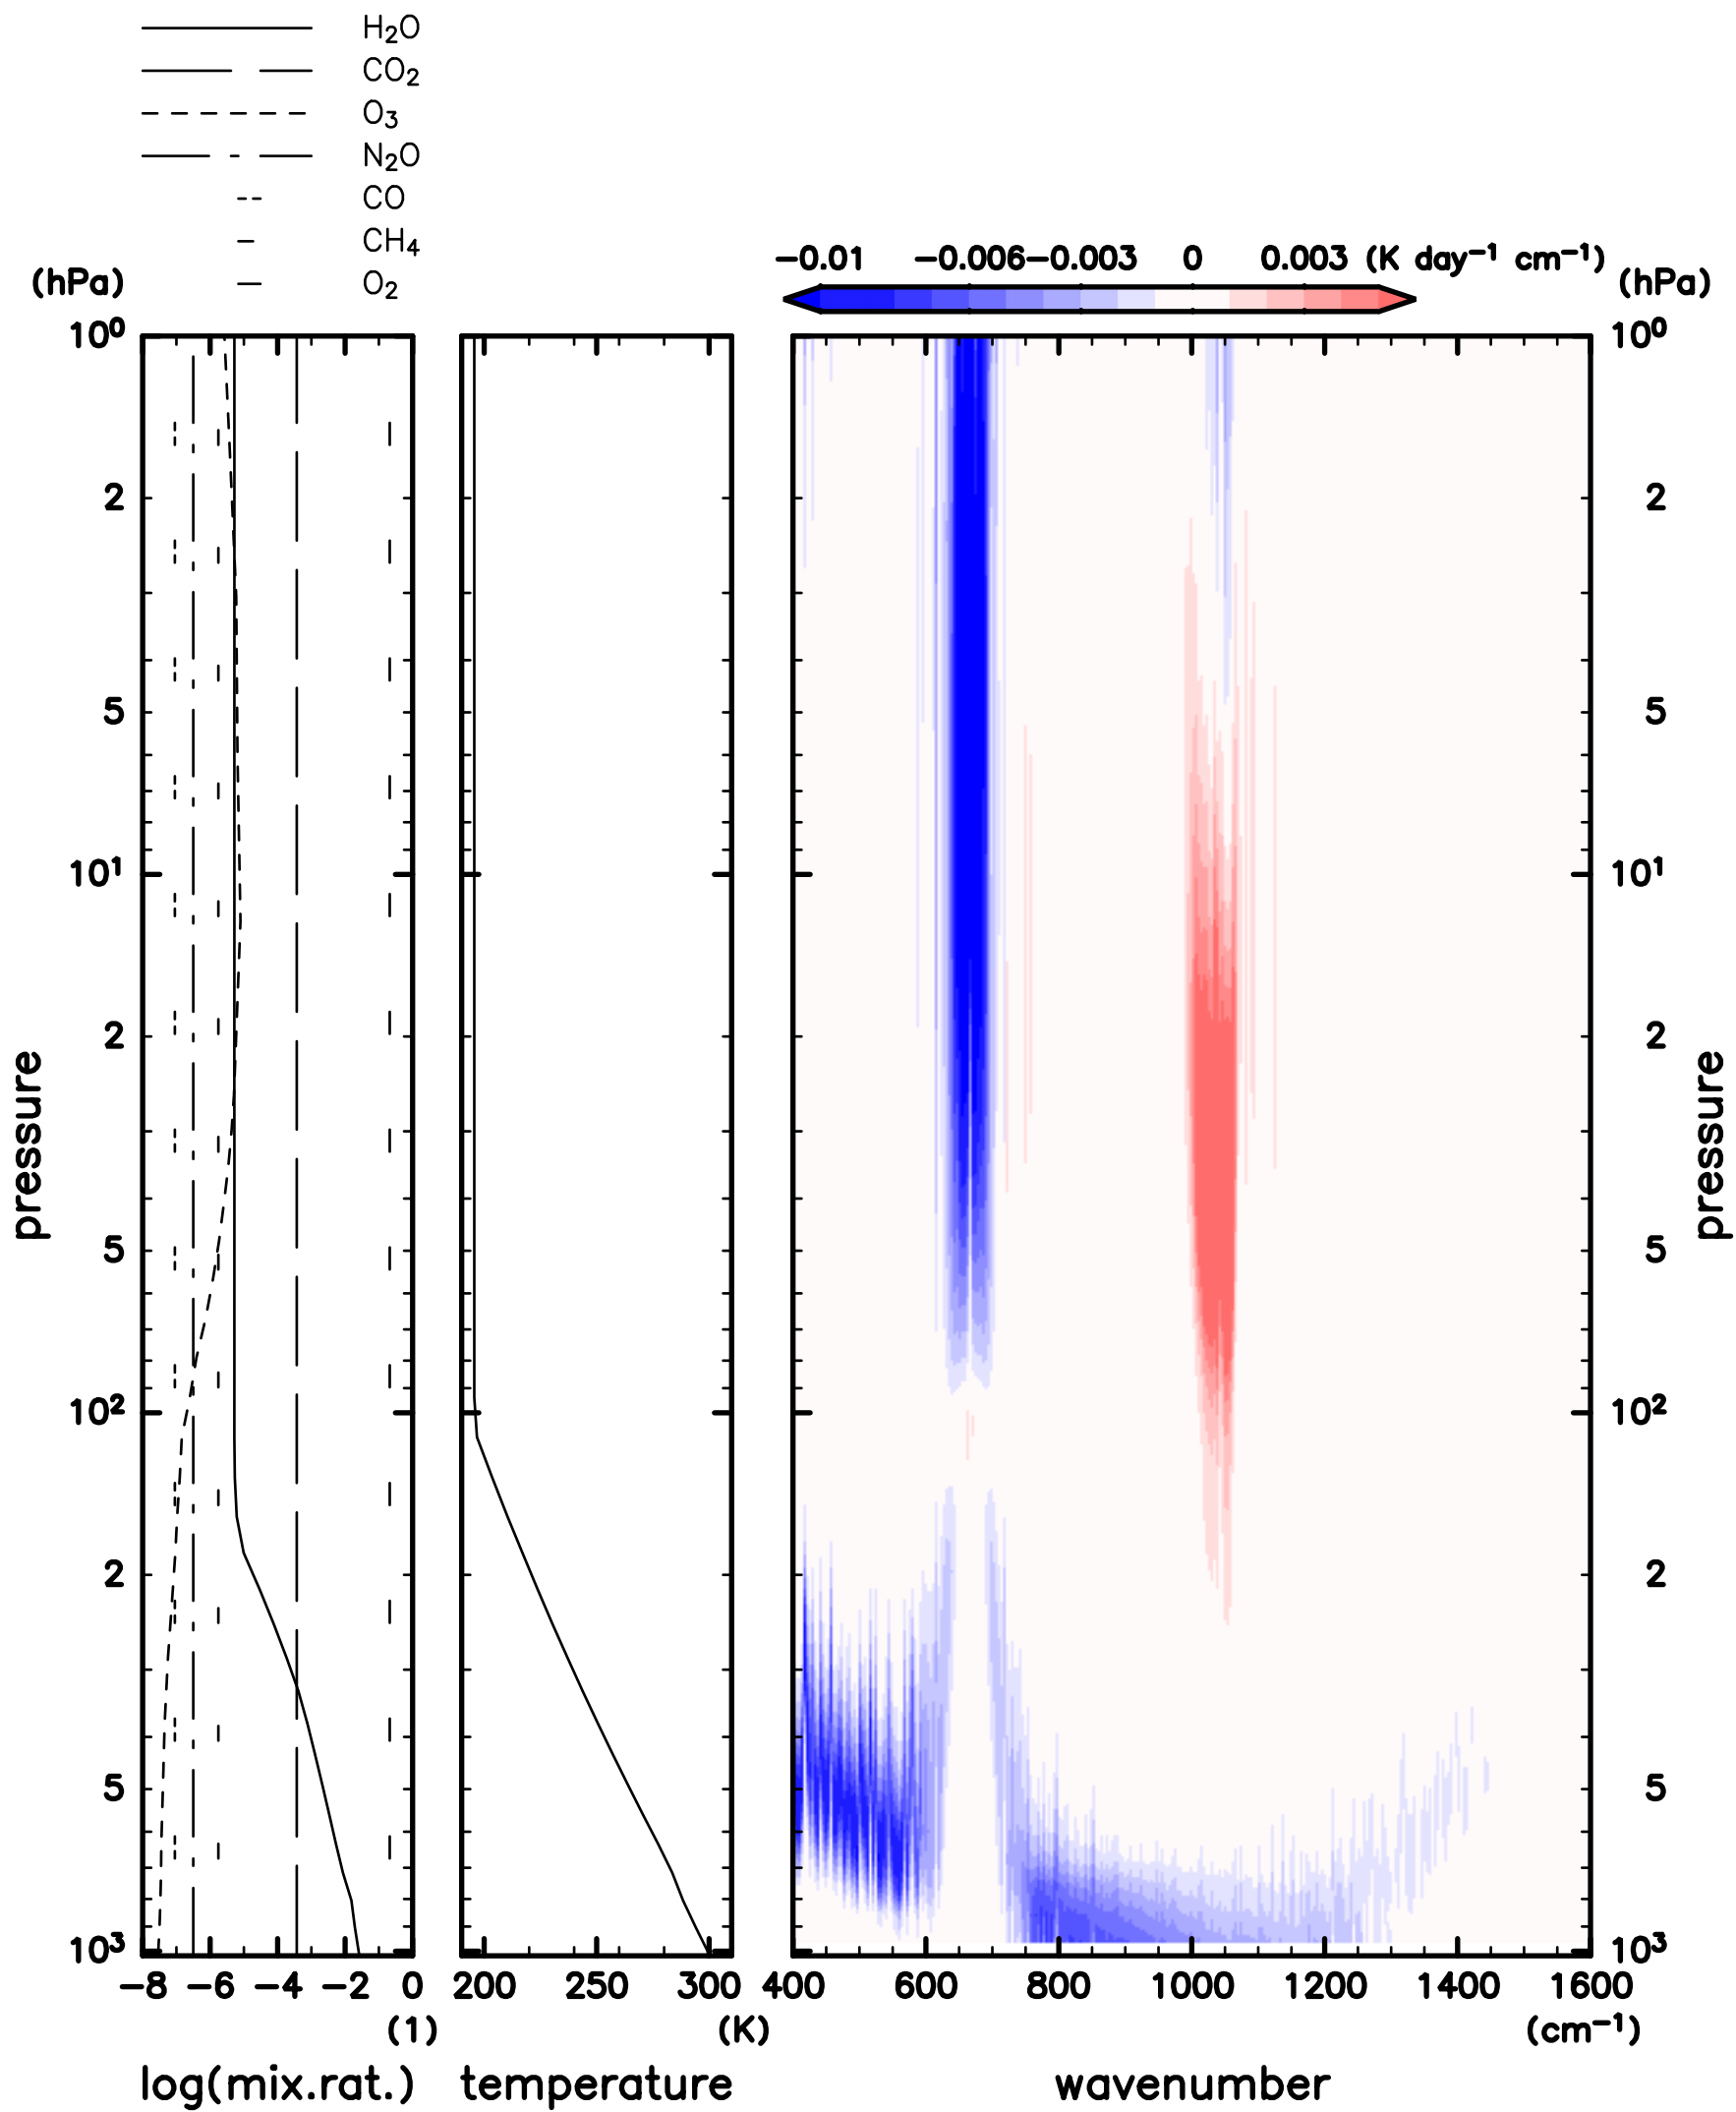 H₂O
CO₂
O₃
N₂O
CO
CH₄
O₂
−0.01 −0.006 −0.003 0 0.003 (K day⁻¹ cm⁻¹)
(hPa) (hPa)
10⁰ 10⁰
2 2
5 5
10¹ 10¹
2 2
pressure pressure
5 5
10² 10²
2 2
5 5
10³ 10³
−8 −6 −4 −2 0 200 250 300 400 600 800 1000 1200 1400 1600
(1) (K) (cm⁻¹)
log(mix.rat.) temperature wavenumber